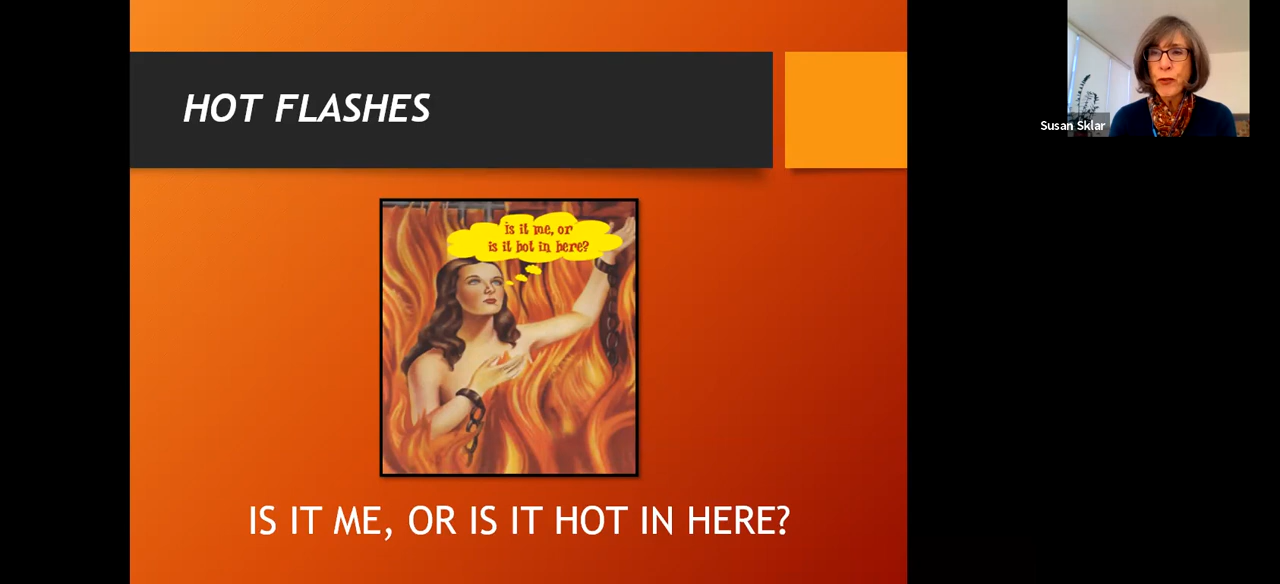 HOT FLASHES
Susan Sklar
is it me, or
is it hot in here?
IS IT ME, OR IS IT HOT IN HERE?